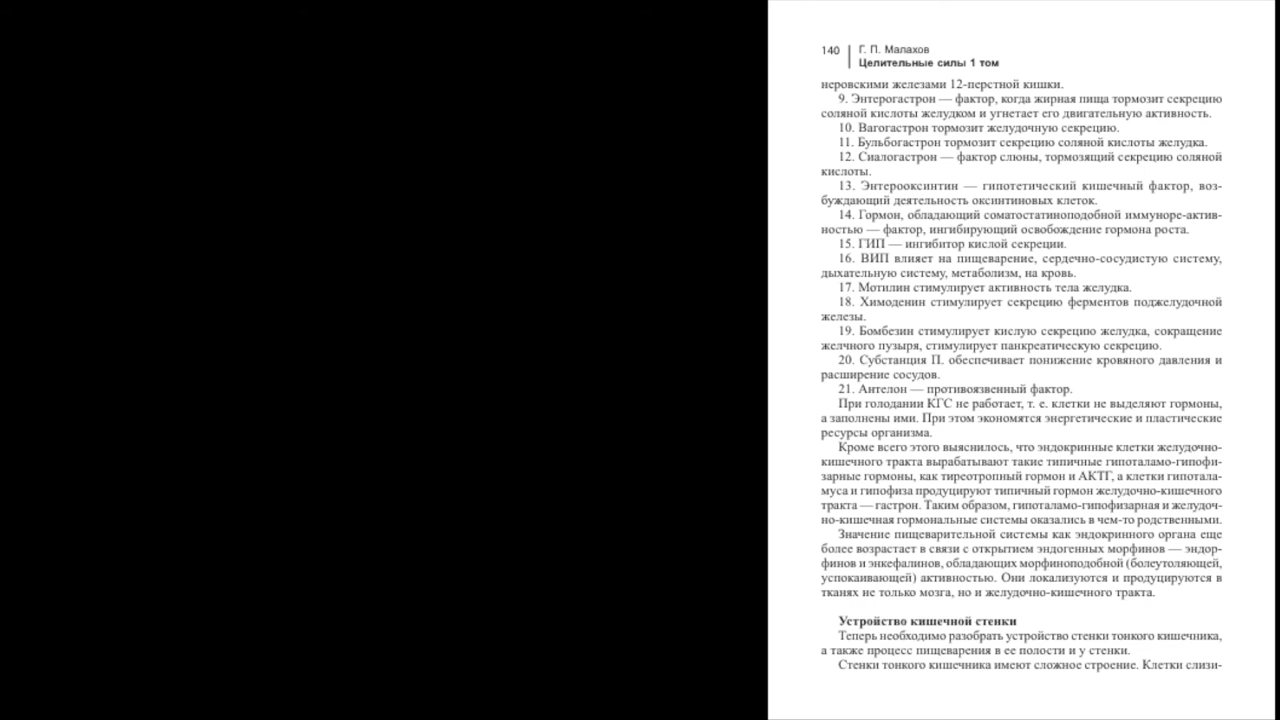 140
Г. П. Малахов
Целительные силы 1 том
неровскими железами 12-перстной кишки.
9. Энтерогастрон — фактор, когда жирная пища тормозит секрецию
соляной кислоты желудком и угнетает его двигательную активность.
10. Вагогастрон тормозит желудочную секрецию.
11. Бульбогастрон тормозит секрецию соляной кислоты желудка.
12. Сиалогастрон — фактор слюны, тормозящий секрецию соляной
кислоты.
13. Энтерооксинтин — гипотетический кишечный фактор, воз-
буждающий деятельность оксинтиновых клеток.
14. Гормон, обладающий соматостатиноподобной иммуноре-актив-
ностью — фактор, ингибирующий освобождение гормона роста.
15. ГИП — ингибитор кислой секреции.
16. ВИП влияет на пищеварение, сердечно-сосудистую систему,
дыхательную систему, метаболизм, на кровь.
17. Мотилин стимулирует активность тела желудка.
18. Химоденин стимулирует секрецию ферментов поджелудочной
железы.
19. Бомбезин стимулирует кислую секрецию желудка, сокращение
желчного пузыря, стимулирует панкреатическую секрецию.
20. Субстанция П. обеспечивает понижение кровяного давления и
расширение сосудов.
21. Антелон — противоязвенный фактор.
При голодании КГС не работает, т. е. клетки не выделяют гормоны,
а заполнены ими. При этом экономятся энергетические и пластические
ресурсы организма.
Кроме всего этого выяснилось, что эндокринные клетки желудочно-
кишечного тракта вырабатывают такие типичные гипоталамо-гипофи-
зарные гормоны, как тиреотропный гормон и АКТГ, а клетки гипотала-
муса и гипофиза продуцируют типичный гормон желудочно-кишечного
тракта — гастрон. Таким образом, гипоталамо-гипофизарная и желудоч-
но-кишечная гормональные системы оказались в чем-то родственными.
Значение пищеварительной системы как эндокринного органа еще
более возрастает в связи с открытием эндогенных морфинов — эндор-
финов и энкефалинов, обладающих морфиноподобной (болеутоляющей,
успокаивающей) активностью. Они локализуются и продуцируются в
тканях не только мозга, но и желудочно-кишечного тракта.
Устройство кишечной стенки
Теперь необходимо разобрать устройство стенки тонкого кишечника,
а также процесс пищеварения в ее полости и у стенки.
Стенки тонкого кишечника имеют сложное строение. Клетки слизи-